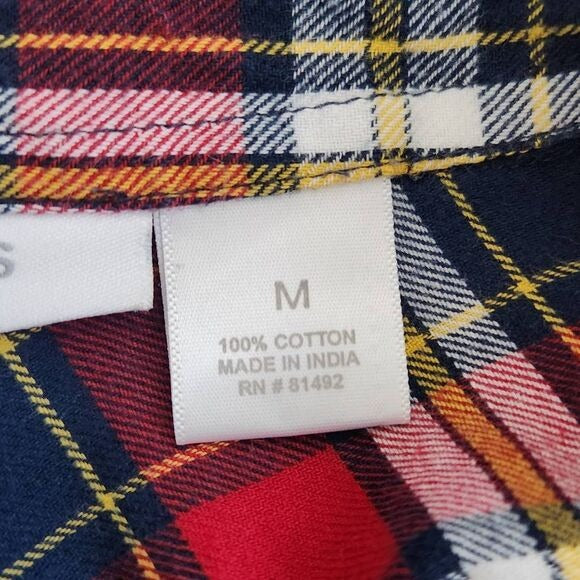 S
M
100% COTTON
MADE IN INDIA
RN # 81492